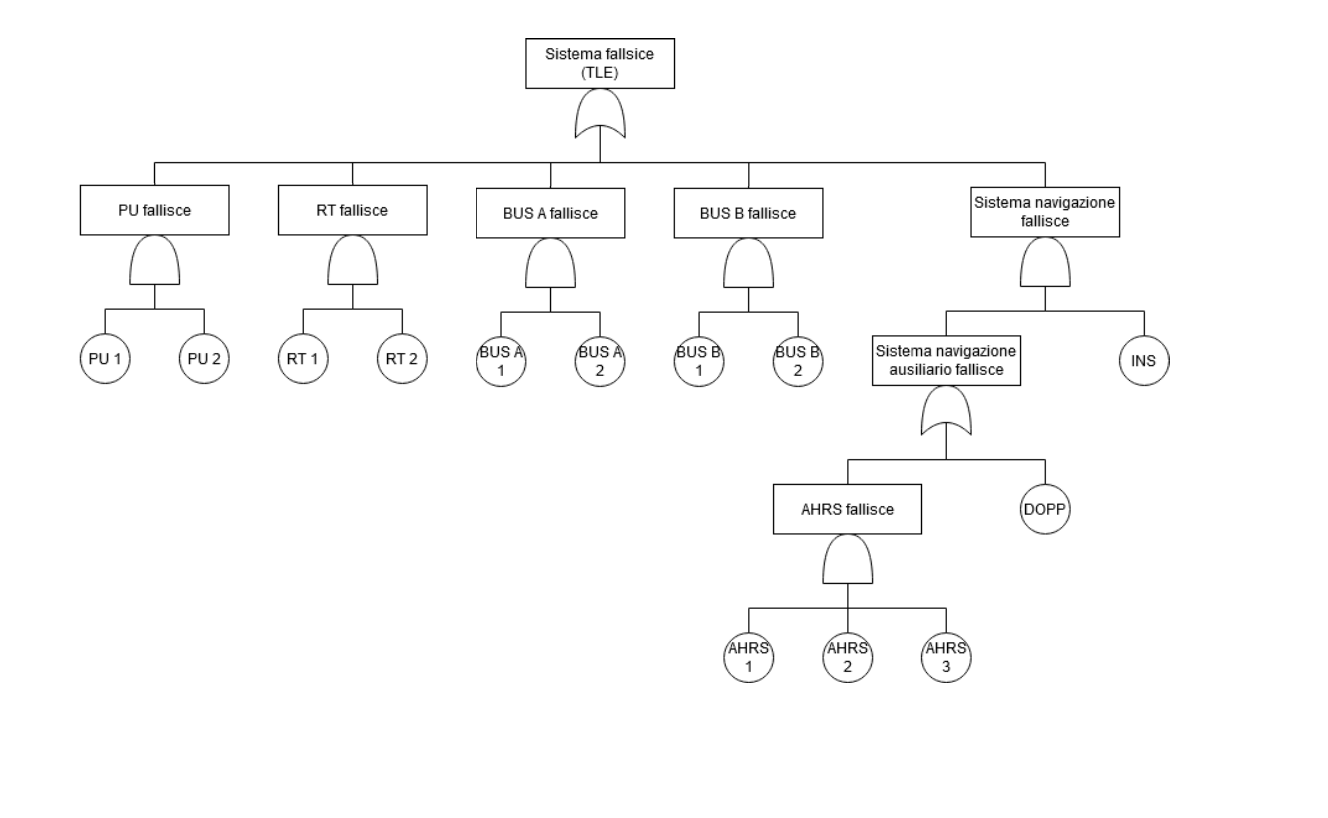 Sistema fallsice
(TLE)
PU fallisce
RT fallisce
BUS A fallisce
BUS B fallisce
Sistema navigazione
fallisce
PU 1
PU 2
RT 1
RT 2
BUS A
1
BUS A
2
BUS B
1
BUS B
2
Sistema navigazione
ausiliario fallisce
INS
AHRS fallisce
DOPP
AHRS
1
AHRS
2
AHRS
3